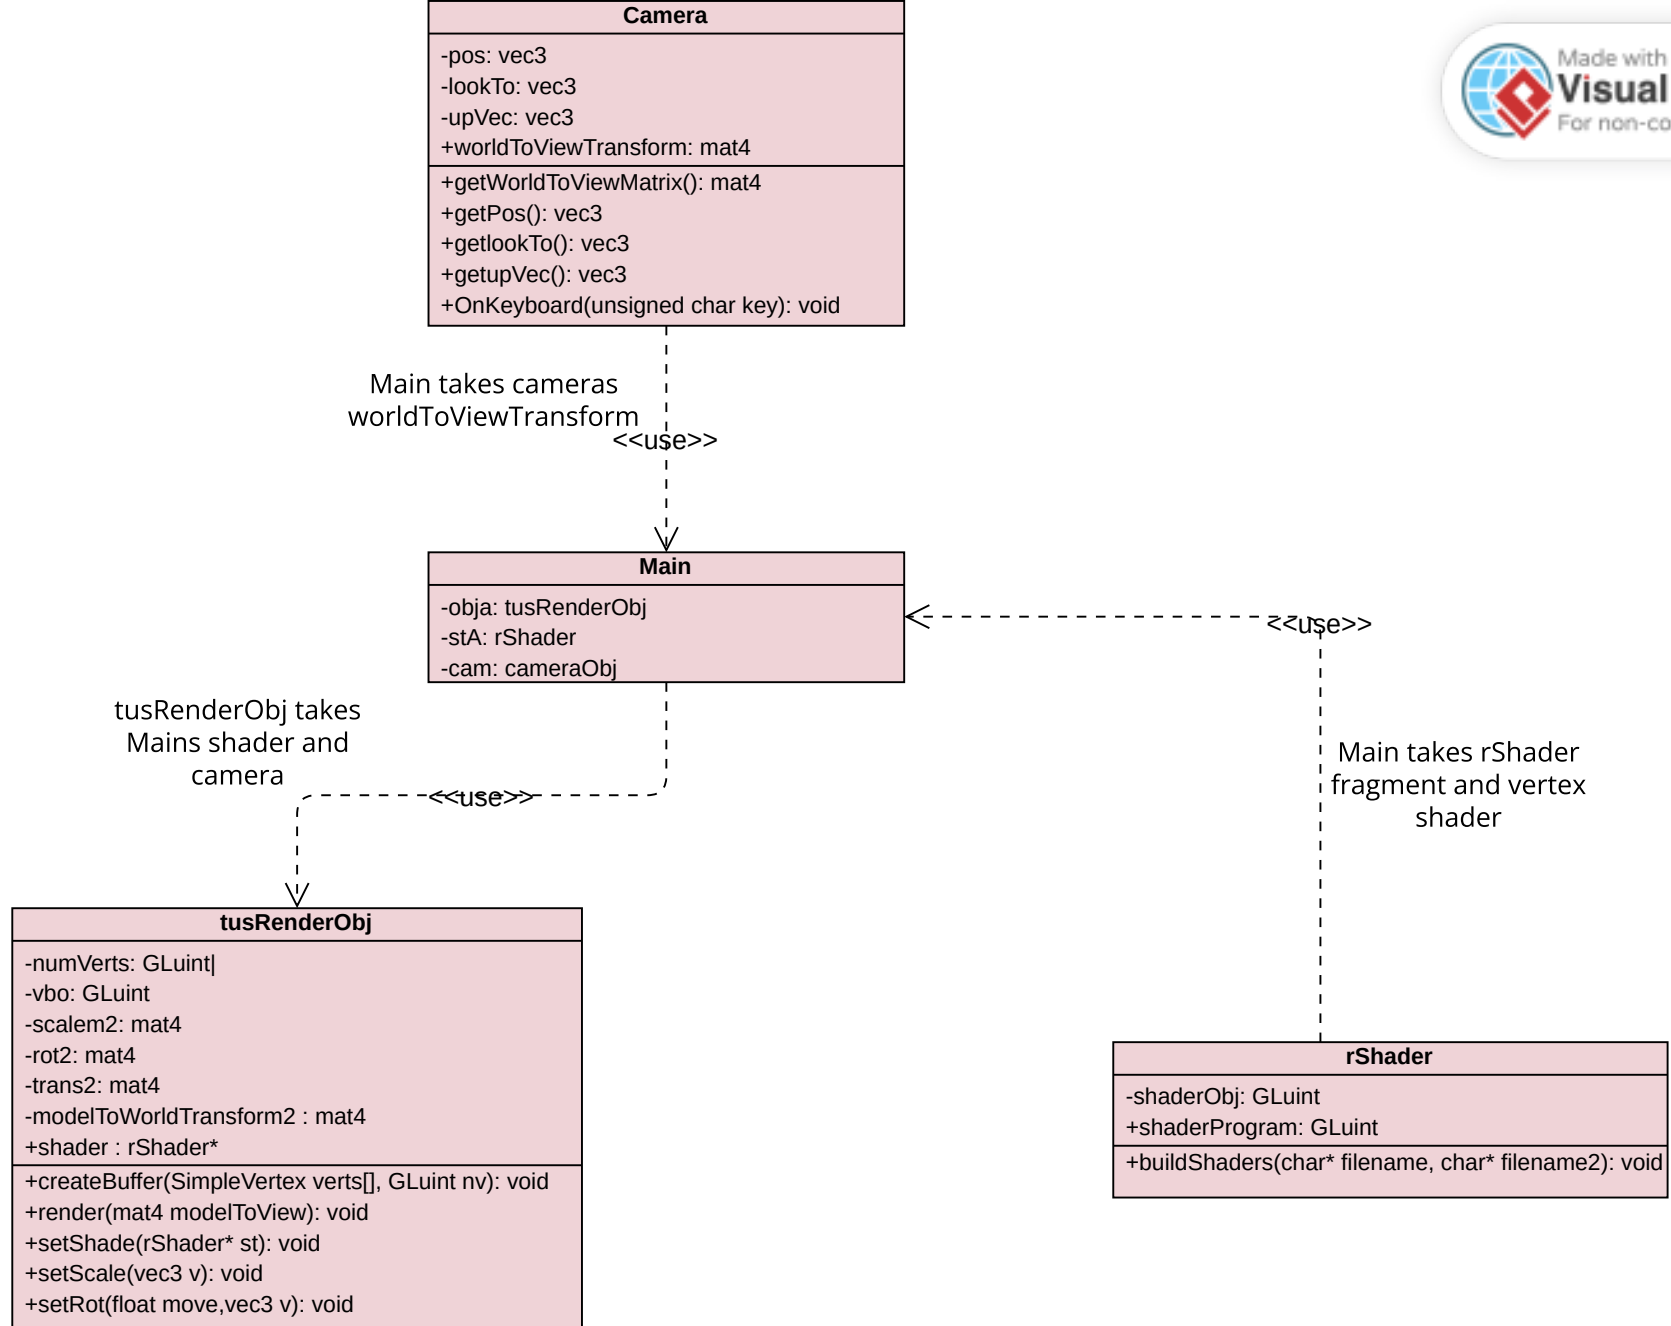 Camera
-pos: vec3
-lookTo: vec3
-upVec: vec3
+worldToViewTransform: mat4
+getWorldToViewMatrix(): mat4
+getPos(): vec3
+getlookTo(): vec3
+getupVec(): vec3
+OnKeyboard(unsigned char key): void
Made with
Visual
For non-co
Main takes cameras
worldToViewTransform
<<use>>
Main
-obja: tusRenderObj
-stA: rShader
-cam: cameraObj
<<use>>
tusRenderObj takes
Mains shader and
camera
<<use>>
Main takes rShader
fragment and vertex
shader
tusRenderObj
-numVerts: GLuint|
-vbo: GLuint
-scalem2: mat4
-rot2: mat4
-trans2: mat4
-modelToWorldTransform2 : mat4
+shader : rShader*
+createBuffer(SimpleVertex verts[], GLuint nv): void
+render(mat4 modelToView): void
+setShade(rShader* st): void
+setScale(vec3 v): void
+setRot(float move,vec3 v): void
rShader
-shaderObj: GLuint
+shaderProgram: GLuint
+buildShaders(char* filename, char* filename2): void